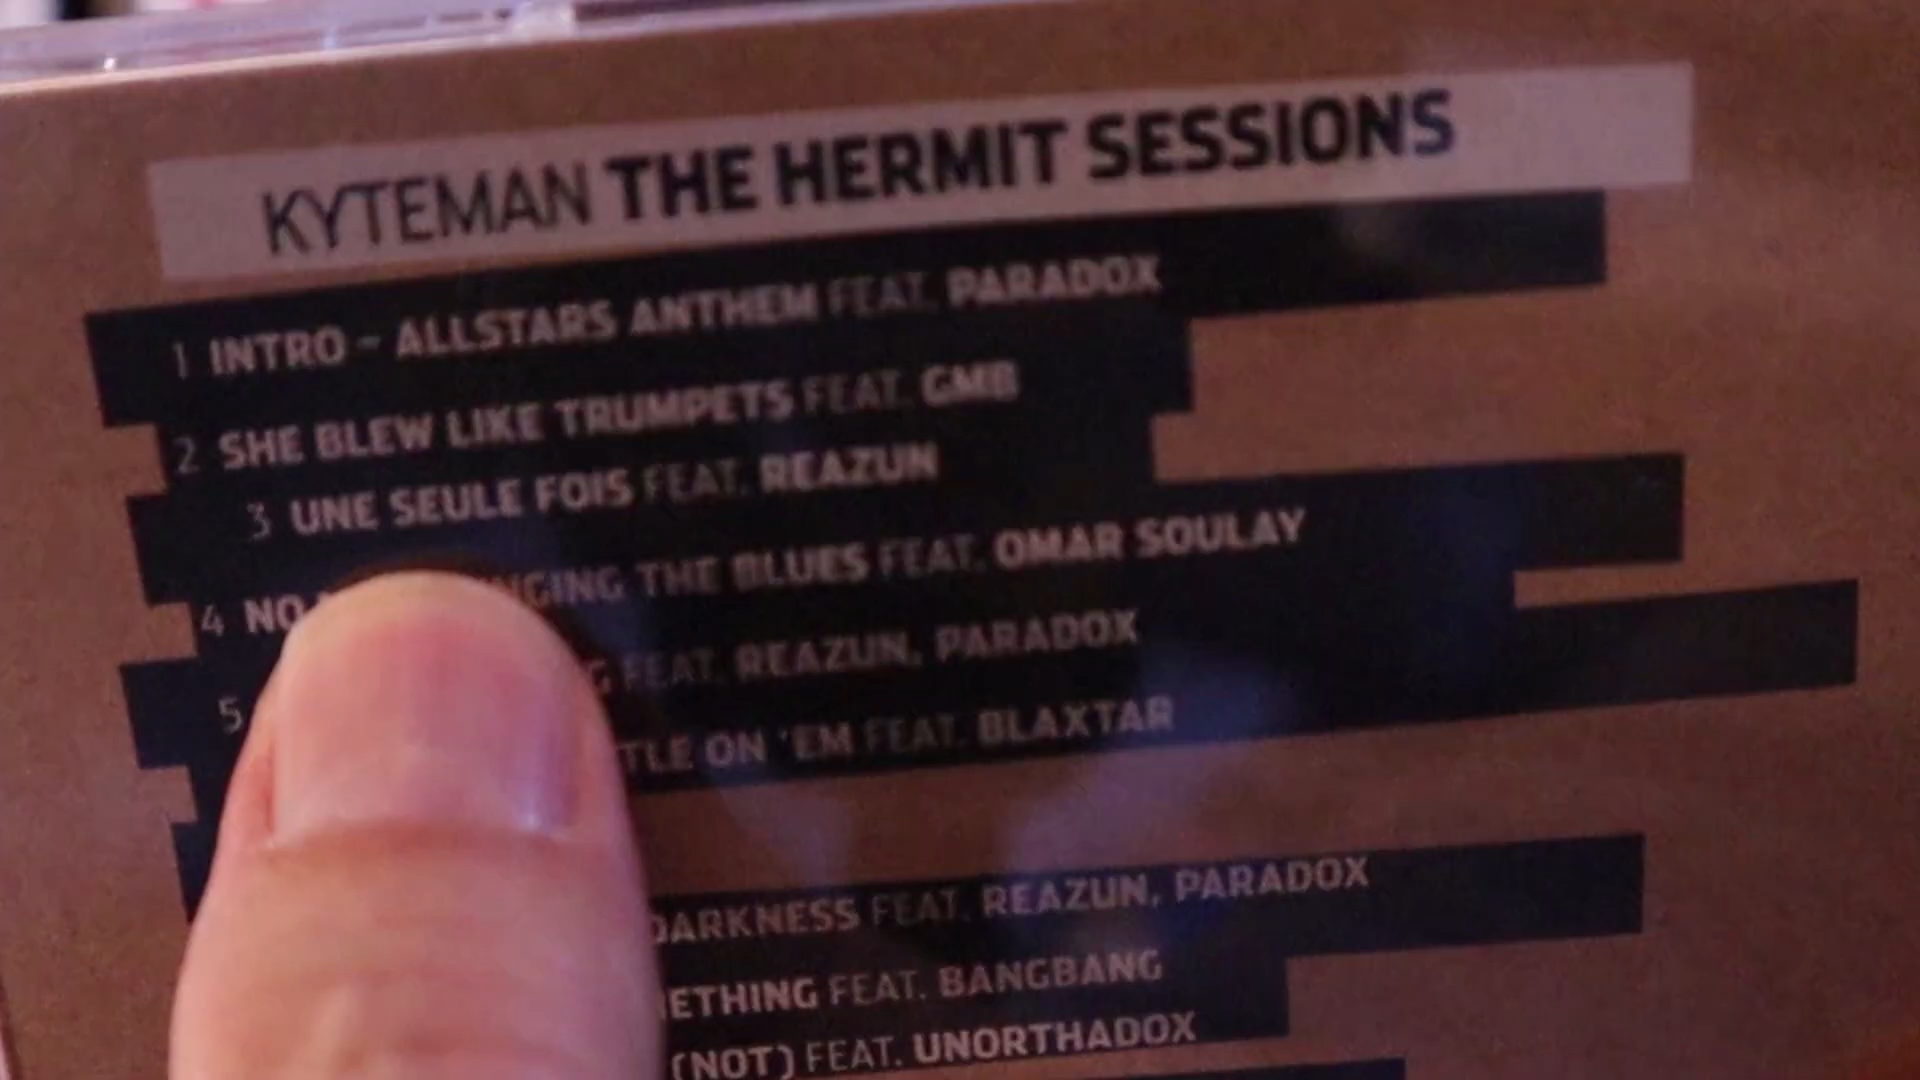 KYTEMAN THE HERMIT SESSIONS
1 INTRO - ALLSTARS ANTHEM FEAT. PARADOX
2 SHE BLEW LIKE TRUMPETS FEAT. GMB
3 UNE SEULE FOIS FEAT. REAZUN
4 NO THE BLUES FEAT. OMAR SOULAY
5 FEAT. REAZUN, PARADOX
ON 'EM FEAT. BLAXTAR
DARKNESS FEAT. REAZUN, PARADOX
FEAT. BANGBANG
(NOT) FEAT. UNORTHADOX